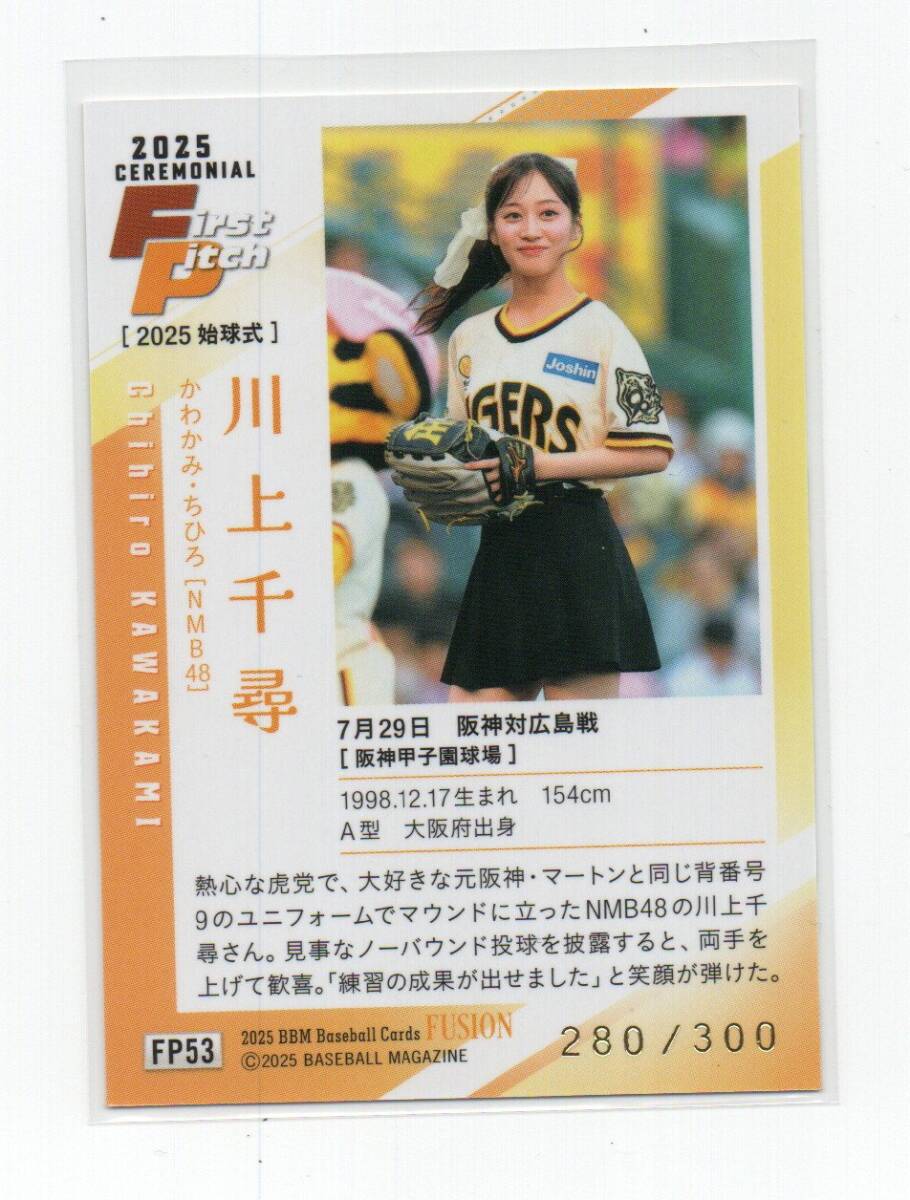 2025
CEREMONIAL
First
Pitch
[ 2025 始球式 ]
川上千尋
かわかみ・ちひろ[NMB48]
Chihiro KAWAKAMI
Joshin
TIGERS
7月29日 阪神対広島戦
[ 阪神甲子園球場 ]
1998.12.17生まれ 154cm
A型 大阪府出身
熱心な虎党で、大好きな元阪神・マートンと同じ背番号
9のユニフォームでマウンドに立ったNMB48の川上千
尋さん。見事なノーバウンド投球を披露すると、両手を
上げて歓喜。「練習の成果が出せました」と笑顔が弾けた。
FP53
2025 BBM Baseball Cards FUSION
©2025 BASEBALL MAGAZINE
280/300